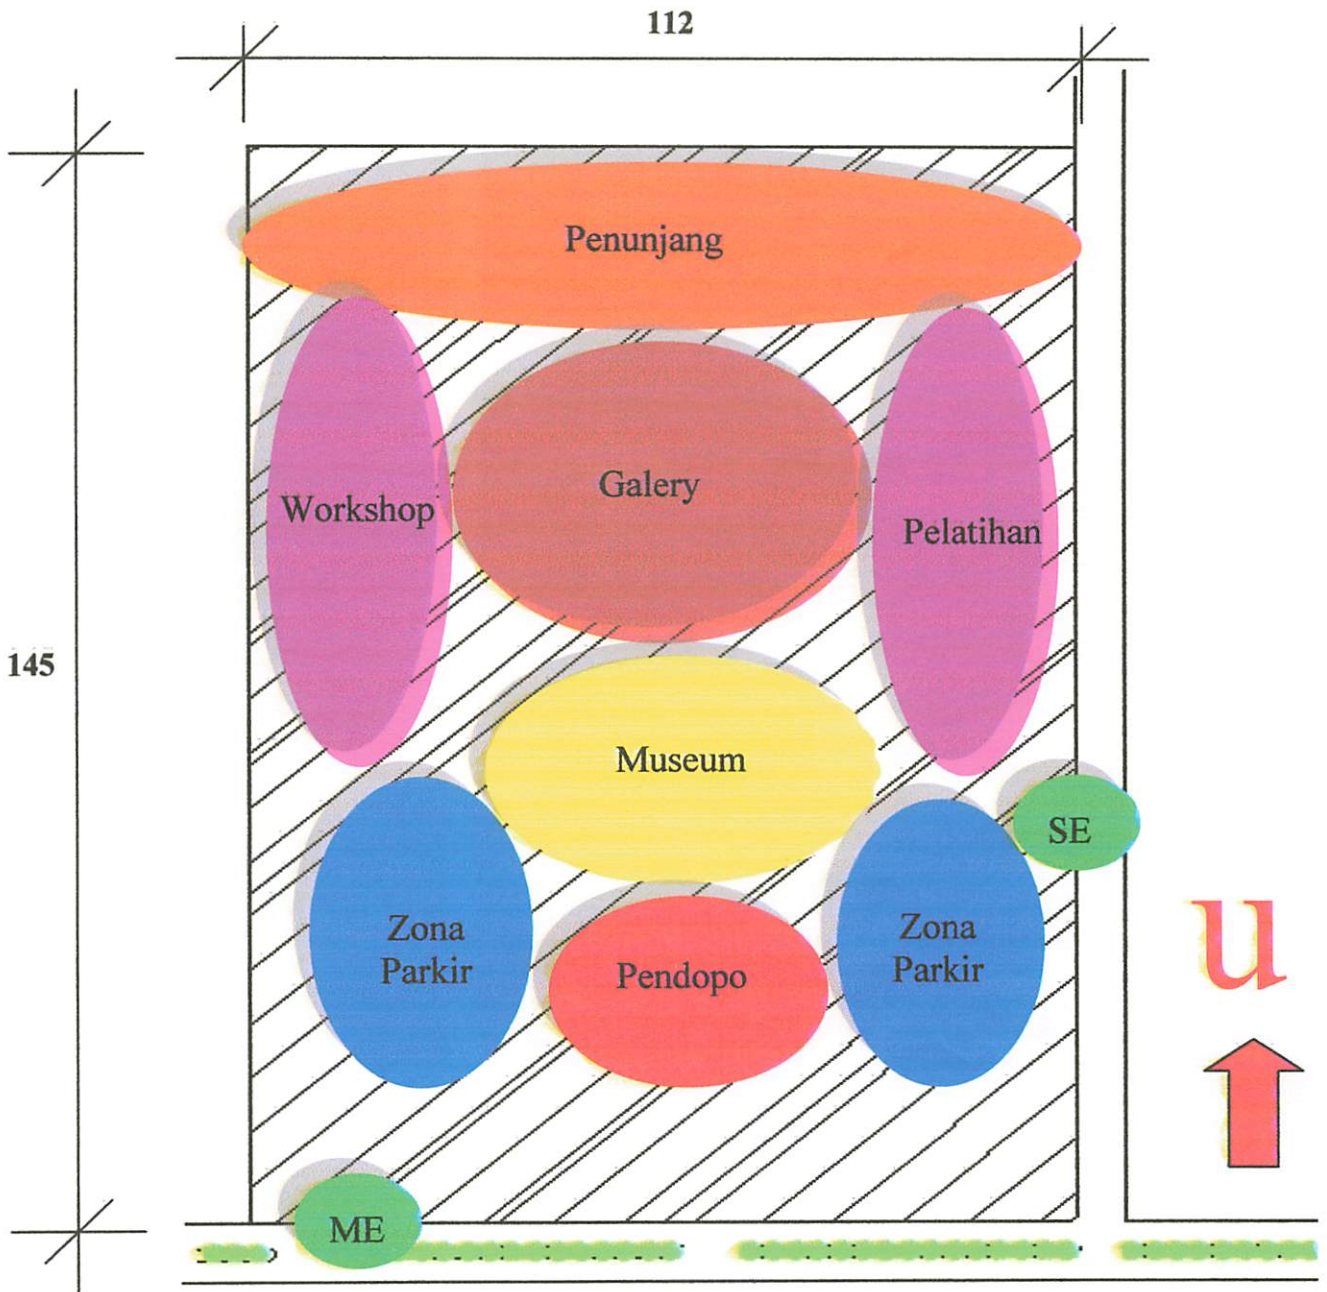 112
Penunjang
Galery
Workshop
Pelatihan
145
Museum
SE
Zona
Parkir
Zona
Parkir
Pendopo
u
ME